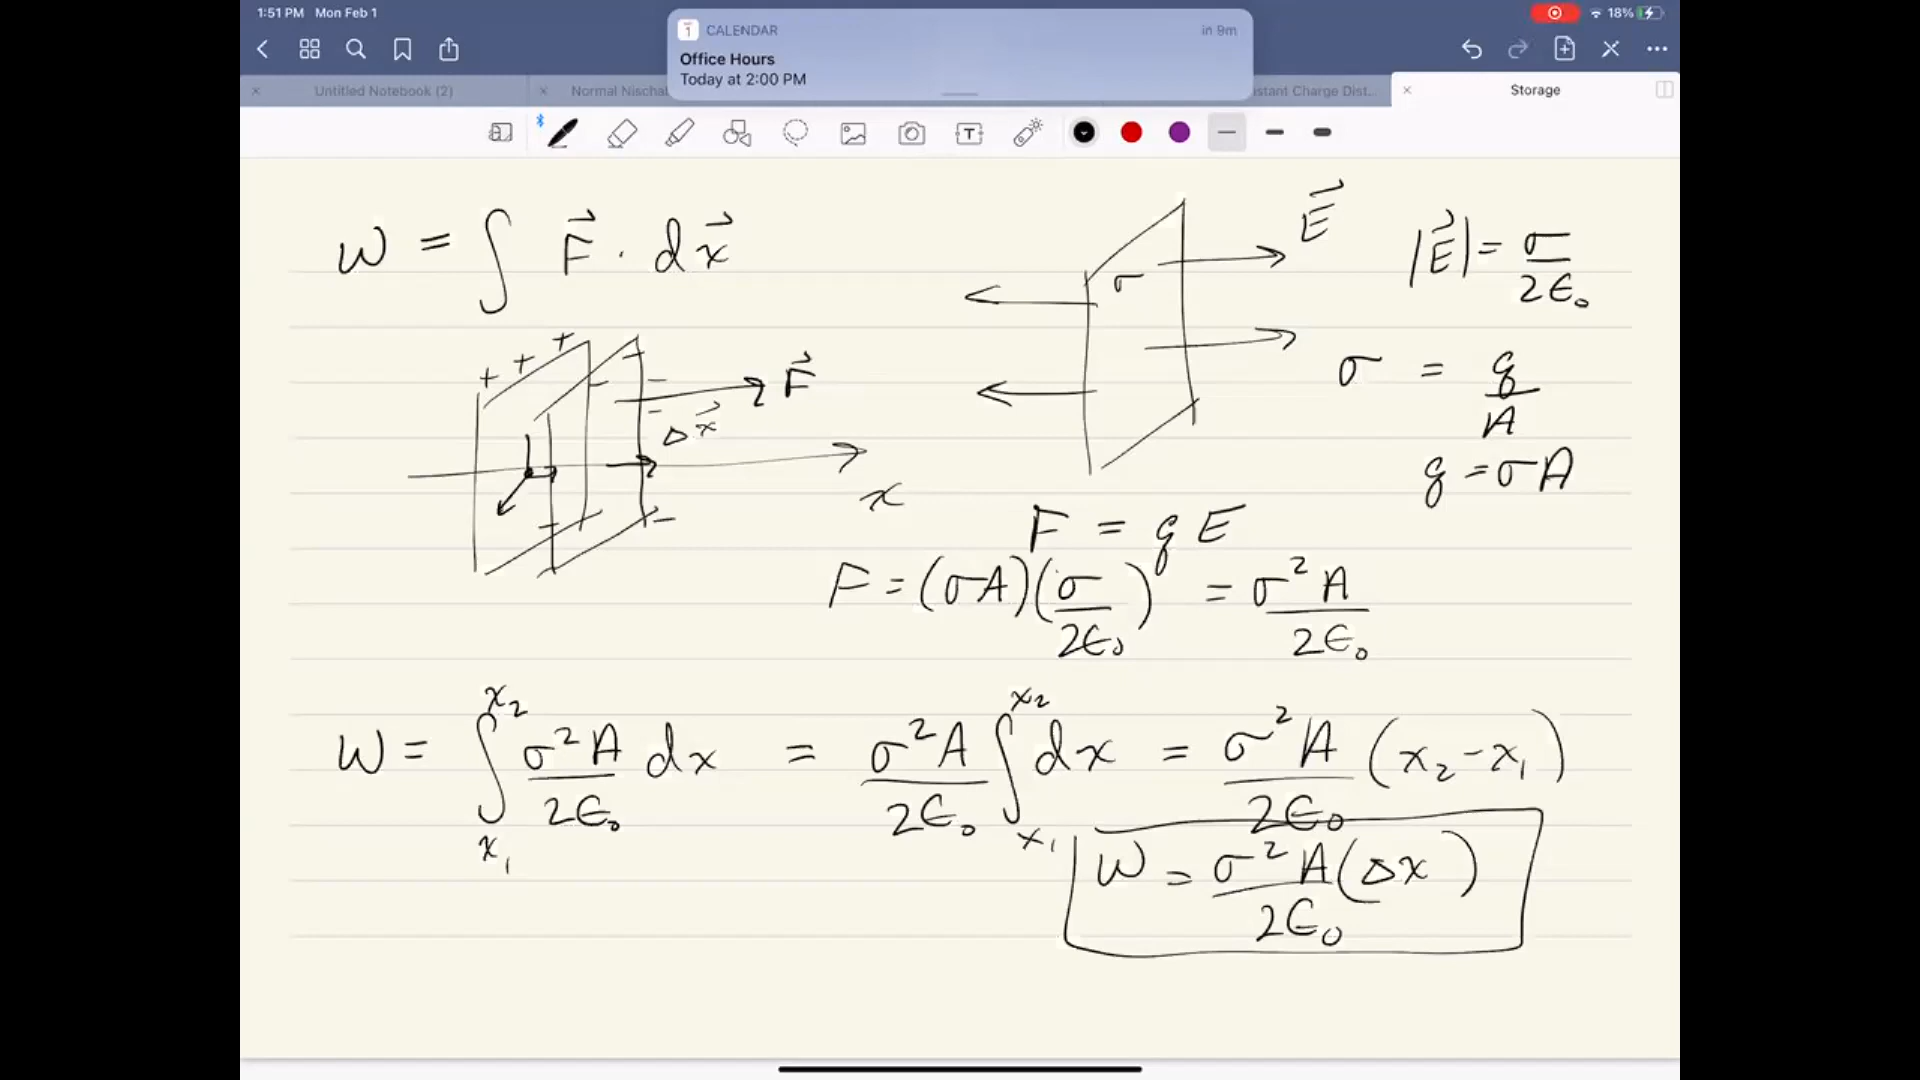 1:51 PM Mon Feb 1
18%
CALENDAR
in 9m
Office Hours
Today at 2:00 PM
Untitled Notebook (2)
Normal Nischal
stant Charge Dist...
Storage
W = ∫ F⃗ · dx⃗
E⃗
|E⃗| = σ/2ϵ₀
σ
+ + +
F⃗
Δx⃗
x
σ = q/A
q = σA
F = qE
F = (σA)(σ/2ϵ₀) = σ²A/2ϵ₀
W = ∫_{x₁}^{x₂} σ²A/2ϵ₀ dx = σ²A/2ϵ₀ ∫_{x₁}^{x₂} dx = σ²A/2ϵ₀ (x₂-x₁)
W = σ²A/2ϵ₀ (Δx)